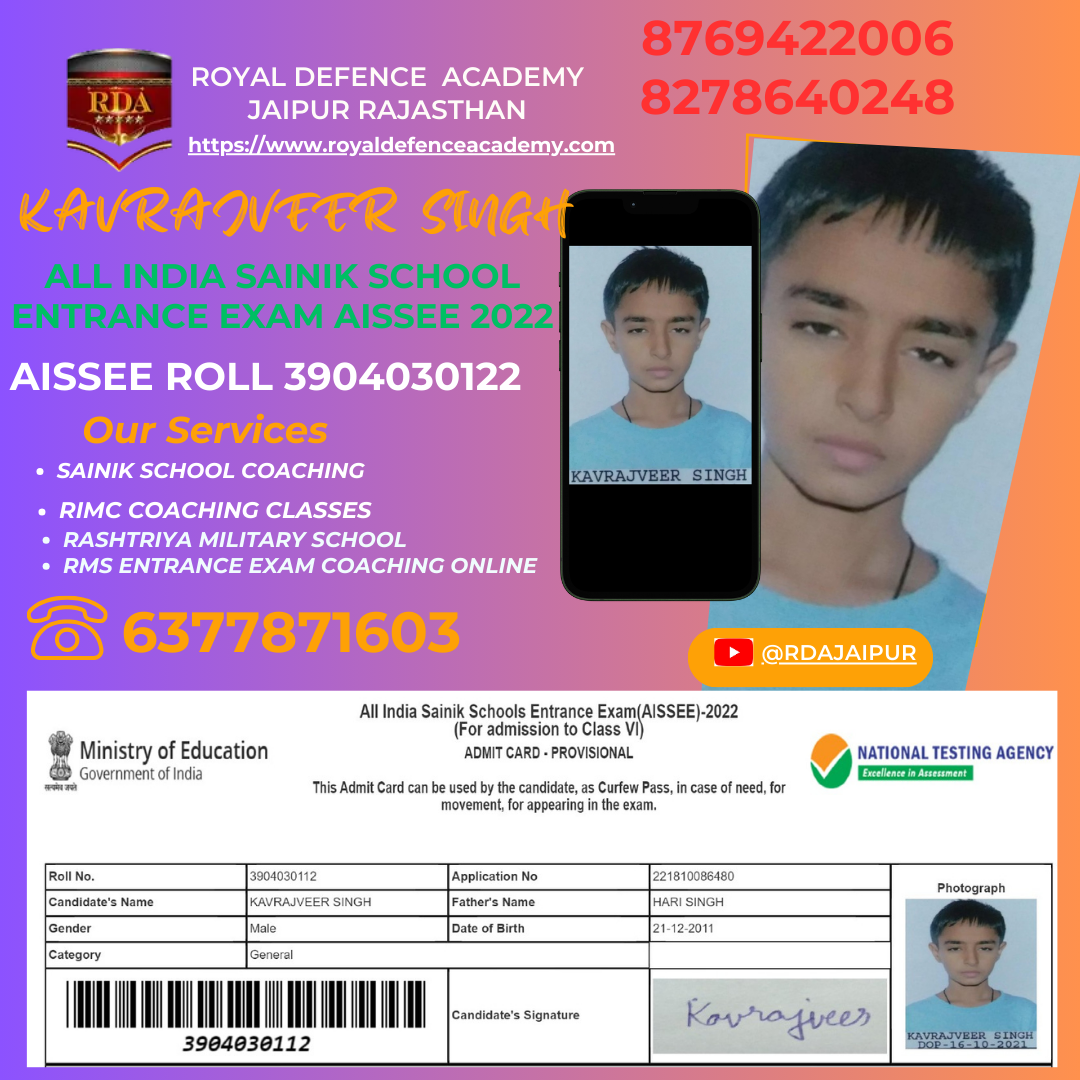 RDA
ROYAL DEFENCE ACADEMY
JAIPUR RAJASTHAN
https://www.royaldefenceacademy.com
8769422006
8278640248
KAVRAJVEER SINGH
ALL INDIA SAINIK SCHOOL
ENTRANCE EXAM AISSEE 2022
AISSEE ROLL 3904030122
Our Services
• SAINIK SCHOOL COACHING
• RIMC COACHING CLASSES
• RASHTRIYA MILITARY SCHOOL
• RMS ENTRANCE EXAM COACHING ONLINE
6377871603
KAVRAJVEER SINGH
@RDAJAIPUR
All India Sainik Schools Entrance Exam(AISSEE)-2022
(For admission to Class VI)
ADMIT CARD - PROVISIONAL
सत्यमेव जयते
Ministry of Education
Government of India
NATIONAL TESTING AGENCY
Excellence in Assessment
This Admit Card can be used by the candidate, as Curfew Pass, in case of need, for
movement, for appearing in the exam.
Roll No. 3904030112 Application No 221810086480
Candidate's Name KAVRAJVEER SINGH Father's Name HARI SINGH
Gender Male Date of Birth 21-12-2011
Category General
3904030112
Candidate's Signature
Kavrajveer
Photograph
KAVRAJVEER SINGH
DOP-16-10-2021